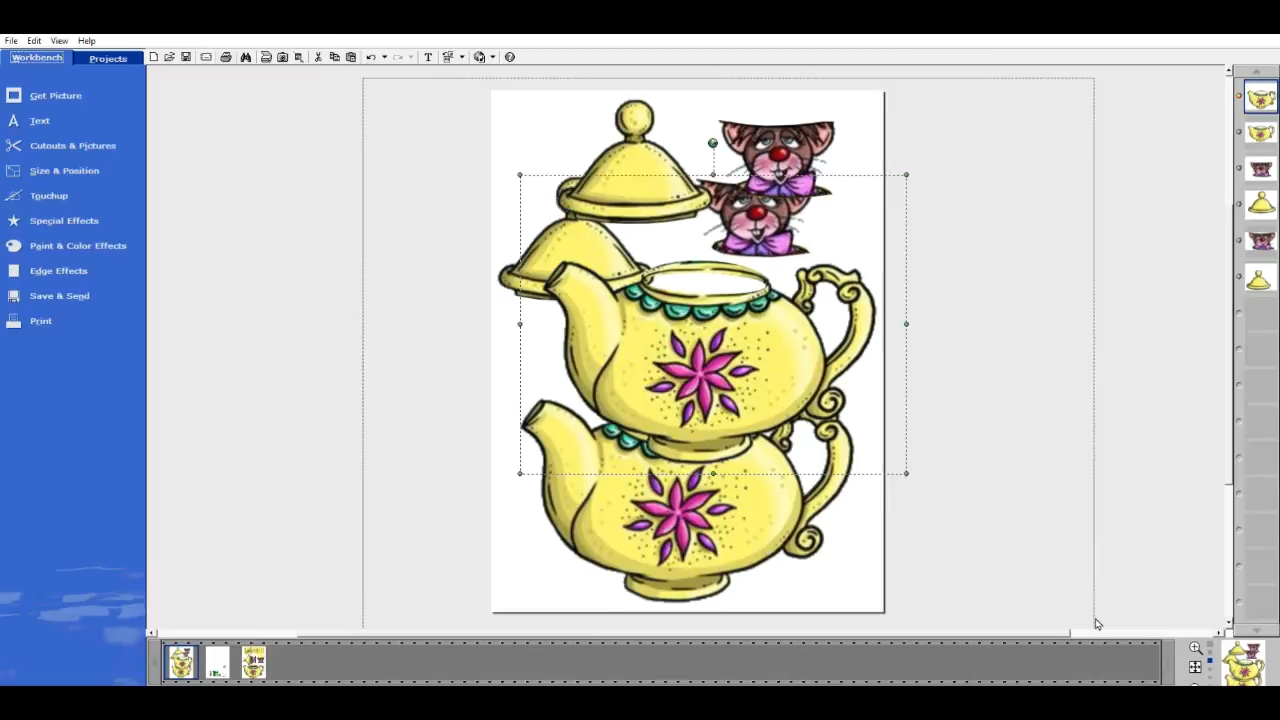 File Edit View Help
Workbench Projects
Get Picture
Text
Cutouts & Pictures
Size & Position
Touchup
Special Effects
Paint & Color Effects
Edge Effects
Save & Send
Print